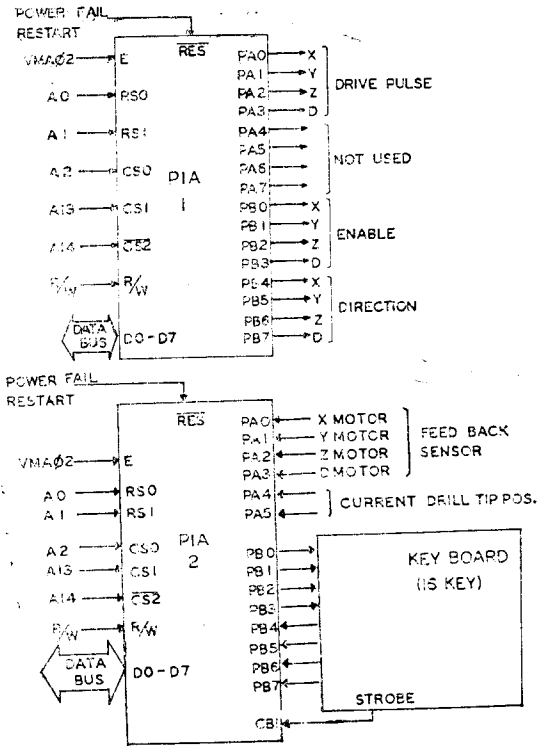 POWER FAIL
RESTART
RES
VMAØ2 E
A0 RS0
A1 RS1
A2 CS0
A13 CS1
A14 CS2
R/W R/W
DATA
BUS
D0-D7
PIA
1
PA0 X
PA1 Y
PA2 Z
PA3 D
DRIVE PULSE
PA4
PA5
PA6
PA7
NOT USED
PB0 X
PB1 Y
PB2 Z
PB3 D
ENABLE
PB4 X
PB5 Y
PB6 Z
PB7 D
DIRECTION
POWER FAIL
RESTART
RES
VMAØ2 E
A0 RS0
A1 RS1
A2 CS0
A13 CS1
A14 CS2
R/W R/W
DATA
BUS
D0-D7
PIA
2
PA0 X MOTOR
PA1 Y MOTOR
PA2 Z MOTOR
PA3 D MOTOR
FEED BACK
SENSOR
PA4
PA5
CURRENT DRILL TIP POS.
PB0
PB1
PB2
PB3
PB4
PB5
PB6
PB7
CB1
KEY BOARD
(16 KEY)
STROBE